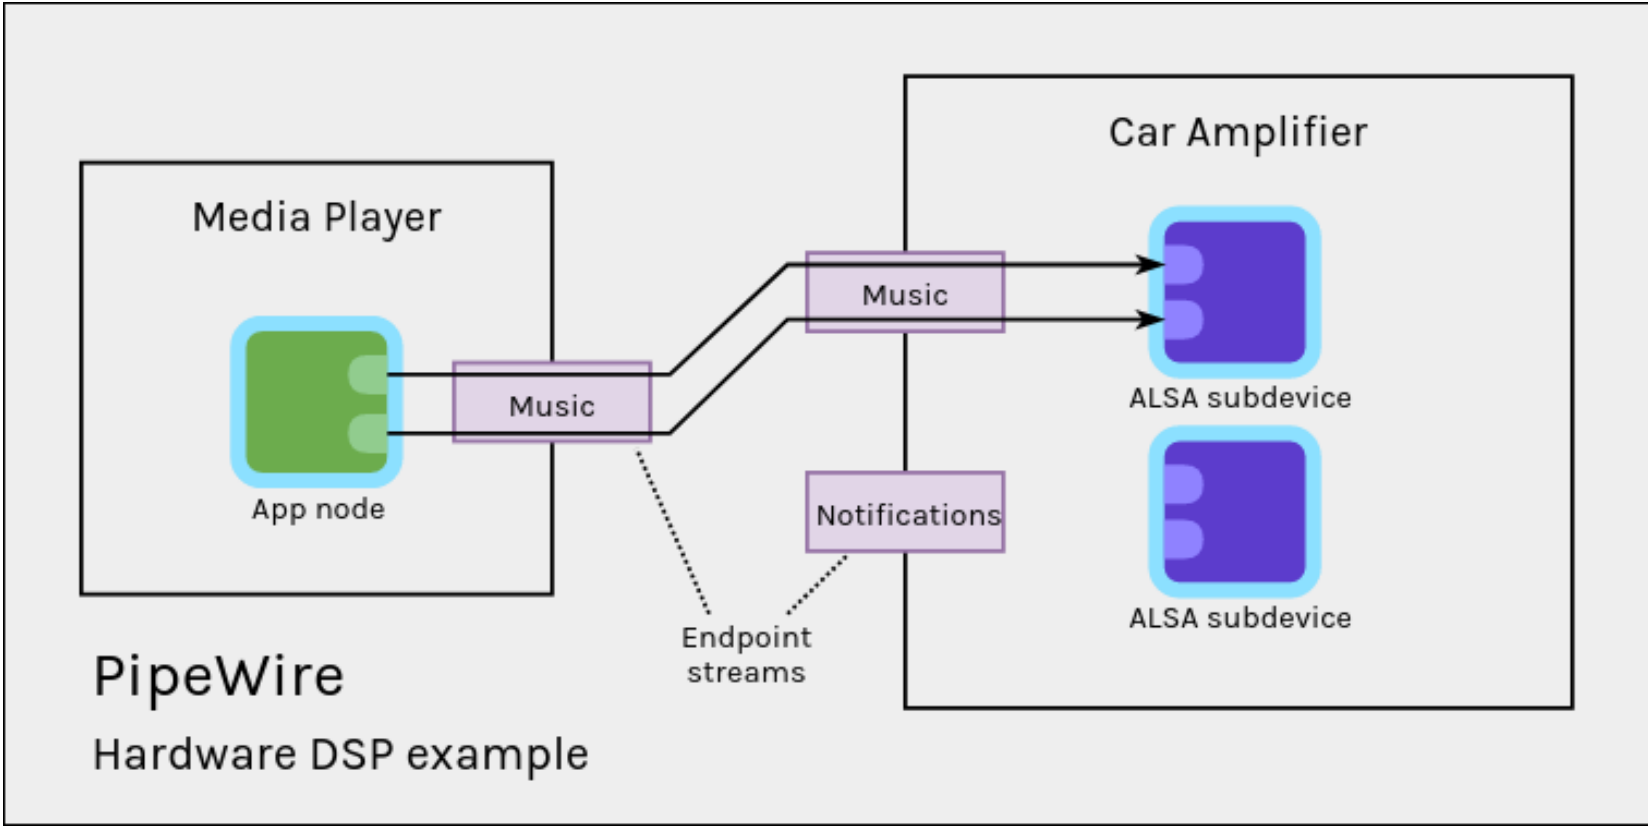 Car Amplifier
Media Player
Music
ALSA subdevice
Music
App node
Notifications
ALSA subdevice
Endpoint
streams
PipeWire
Hardware DSP example